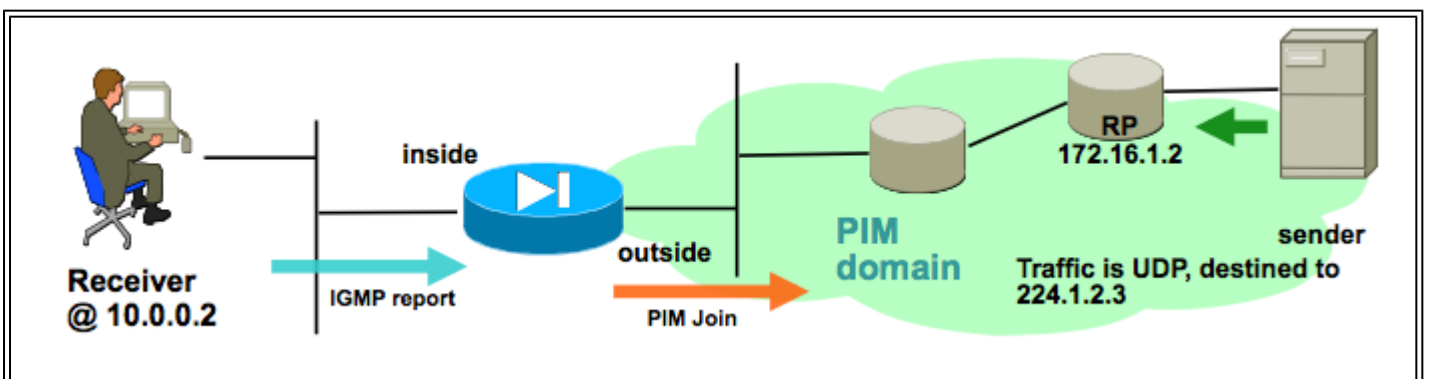 inside
RP
172.16.1.2
Receiver
@ 10.0.0.2
IGMP report
outside
PIM Join
PIM
domain
sender
Traffic is UDP, destined to
224.1.2.3